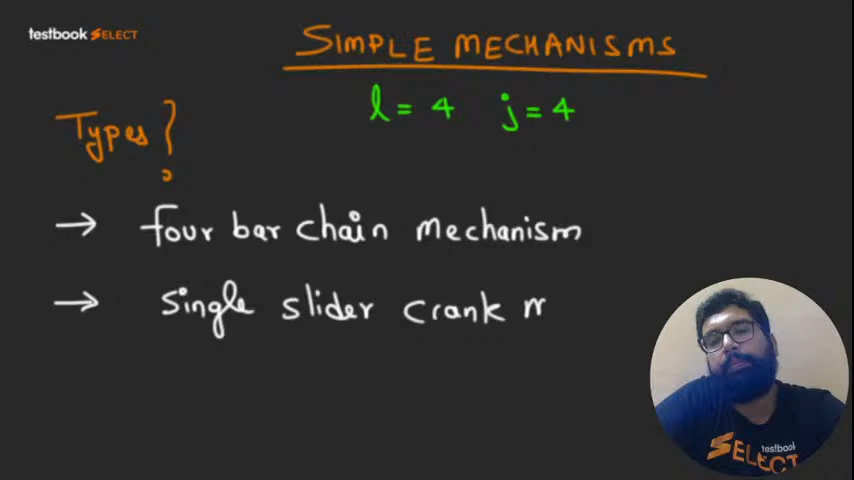 testbook SELECT
SIMPLE MECHANISMS
l = 4 j = 4
Types ?
→ four bar chain mechanism
→ single slider crank m
testbook
SELECT